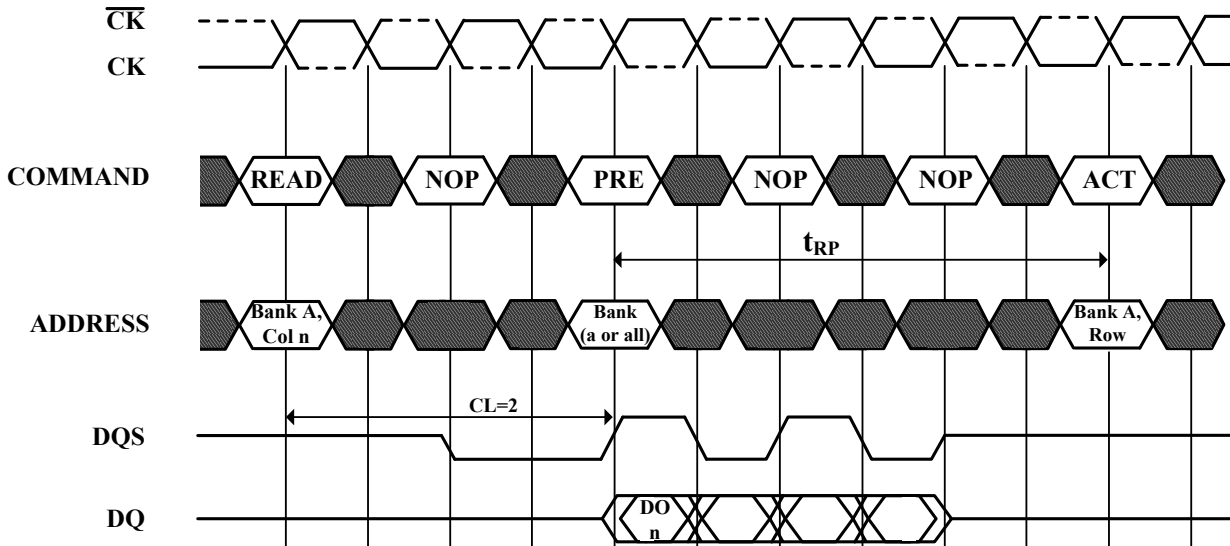 C̅K̅
CK
COMMAND
READ NOP PRE NOP NOP ACT
tRP
ADDRESS
Bank A, Col n
Bank (a or all)
Bank A, Row
CL=2
DQS
DQ
DO n